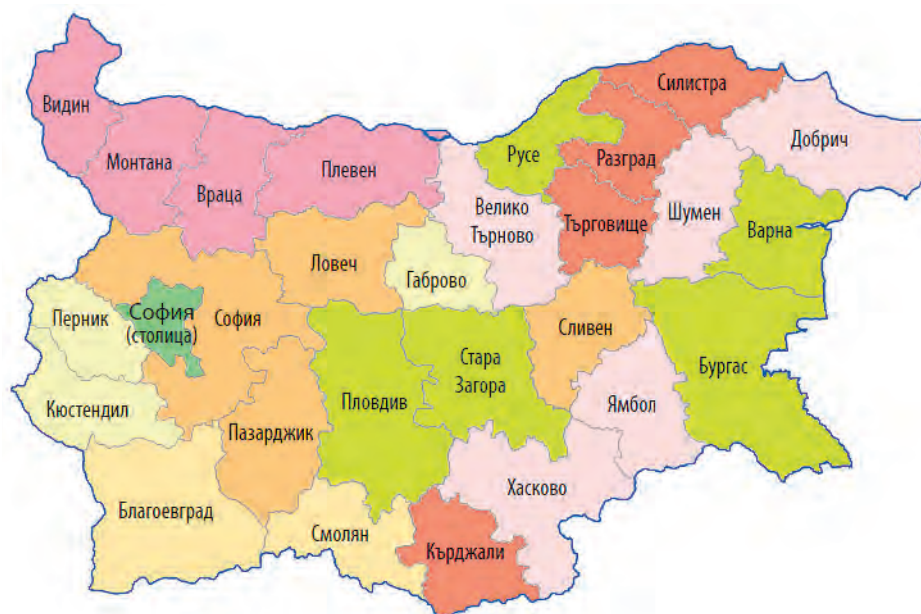 Видин
Монтана
Враца
Плевен
Русе
Силистра
Разград
Добрич
Велико
Търново
Търговище
Шумен
Варна
Ловеч
Габрово
Перник
София
(столица)
София
Сливен
Стара
Загора
Бургас
Кюстендил
Пловдив
Пазарджик
Ямбол
Хасково
Благоевград
Смолян
Кърджали